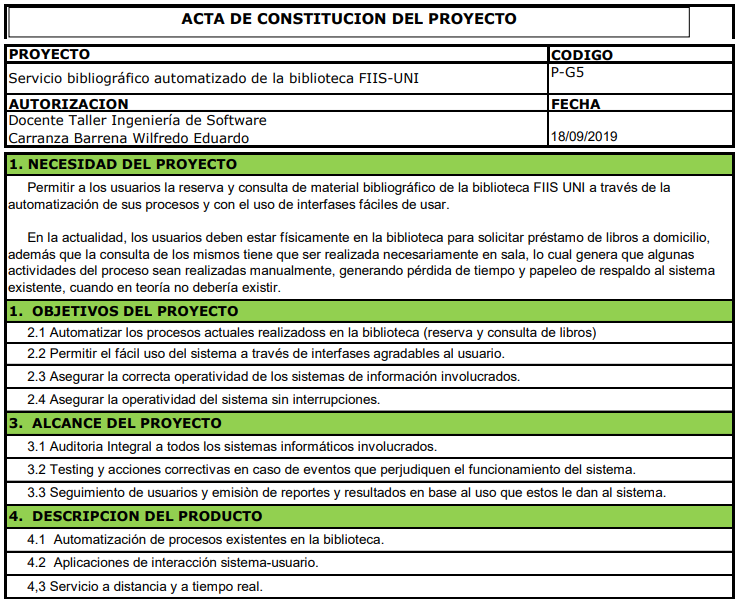 ACTA DE CONSTITUCION DEL PROYECTO
PROYECTO
CODIGO
Servicio bibliográfico automatizado de la biblioteca FIIS-UNI
P-G5
AUTORIZACION
FECHA
Docente Taller Ingeniería de Software
Carranza Barrena Wilfredo Eduardo
18/09/2019
1. NECESIDAD DEL PROYECTO
Permitir a los usuarios la reserva y consulta de material bibliográfico de la biblioteca FIIS UNI a través de la
automatización de sus procesos y con el uso de interfases fáciles de usar.
En la actualidad, los usuarios deben estar físicamente en la biblioteca para solicitar préstamo de libros a domicilio,
además que la consulta de los mismos tiene que ser realizada necesariamente en sala, lo cual genera que algunas
actividades del proceso sean realizadas manualmente, generando pérdida de tiempo y papeleo de respaldo al sistema
existente, cuando en teoría no debería existir.
1. OBJETIVOS DEL PROYECTO
2.1 Automatizar los procesos actuales realizadoss en la biblioteca (reserva y consulta de libros)
2.2 Permitir el fácil uso del sistema a través de interfases agradables al usuario.
2.3 Asegurar la correcta operatividad de los sistemas de información involucrados.
2.4 Asegurar la operatividad del sistema sin interrupciones.
3. ALCANCE DEL PROYECTO
3.1 Auditoria Integral a todos los sistemas informáticos involucrados.
3.2 Testing y acciones correctivas en caso de eventos que perjudiquen el funcionamiento del sistema.
3.3 Seguimiento de usuarios y emisiòn de reportes y resultados en base al uso que estos le dan al sistema.
4. DESCRIPCION DEL PRODUCTO
4.1 Automatización de procesos existentes en la biblioteca.
4.2 Aplicaciones de interacción sistema-usuario.
4,3 Servicio a distancia y a tiempo real.